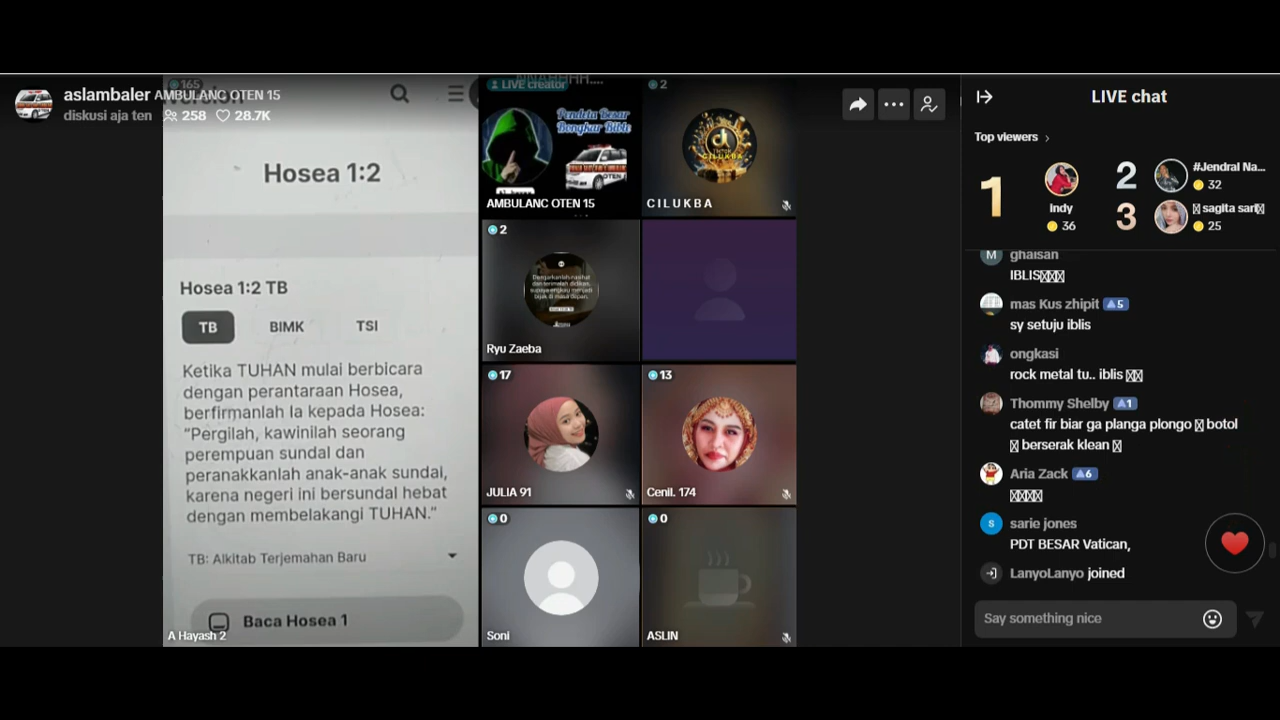 aslambaler AMBULANC OTEN 15
diskusi aja ten 258 28.7K
165
Hosea 1:2
Hosea 1:2 TB
TB BIMK TSI
Ketika TUHAN mulai berbicara
dengan perantaraan Hosea,
berfirmanlah Ia kepada Hosea:
“Pergilah, kawinilah seorang
perempuan sundal dan
peranakkanlah anak-anak sundal,
karena negeri ini bersundal hebat
dengan membelakangi TUHAN.”
TB: Alkitab Terjemahan Baru
Baca Hosea 1
A Hayash 2
LIVE creator
Pendeta Besar
Bongkar Bible
OTEN
AMBULANC OTEN 15
2
CILUKBA
C I L U K B A
2
Ryu Zaeba
17
JULIA 91
13
Cenil. 174
0
Soni
0
ASLIN
LIVE chat
Top viewers
1
Indy
36
2
#Jendral Na...
32
3
sagita sari
25
M ghaisan
IBLIS
mas Kus zhipit 5
sy setuju iblis
ongkasi
rock metal tu.. iblis
Thommy Shelby 1
catet fir biar ga planga plongo botol
berserak klean
Aria Zack 6
s sarie jones
PDT BESAR Vatican,
LanyoLanyo joined
Say something nice